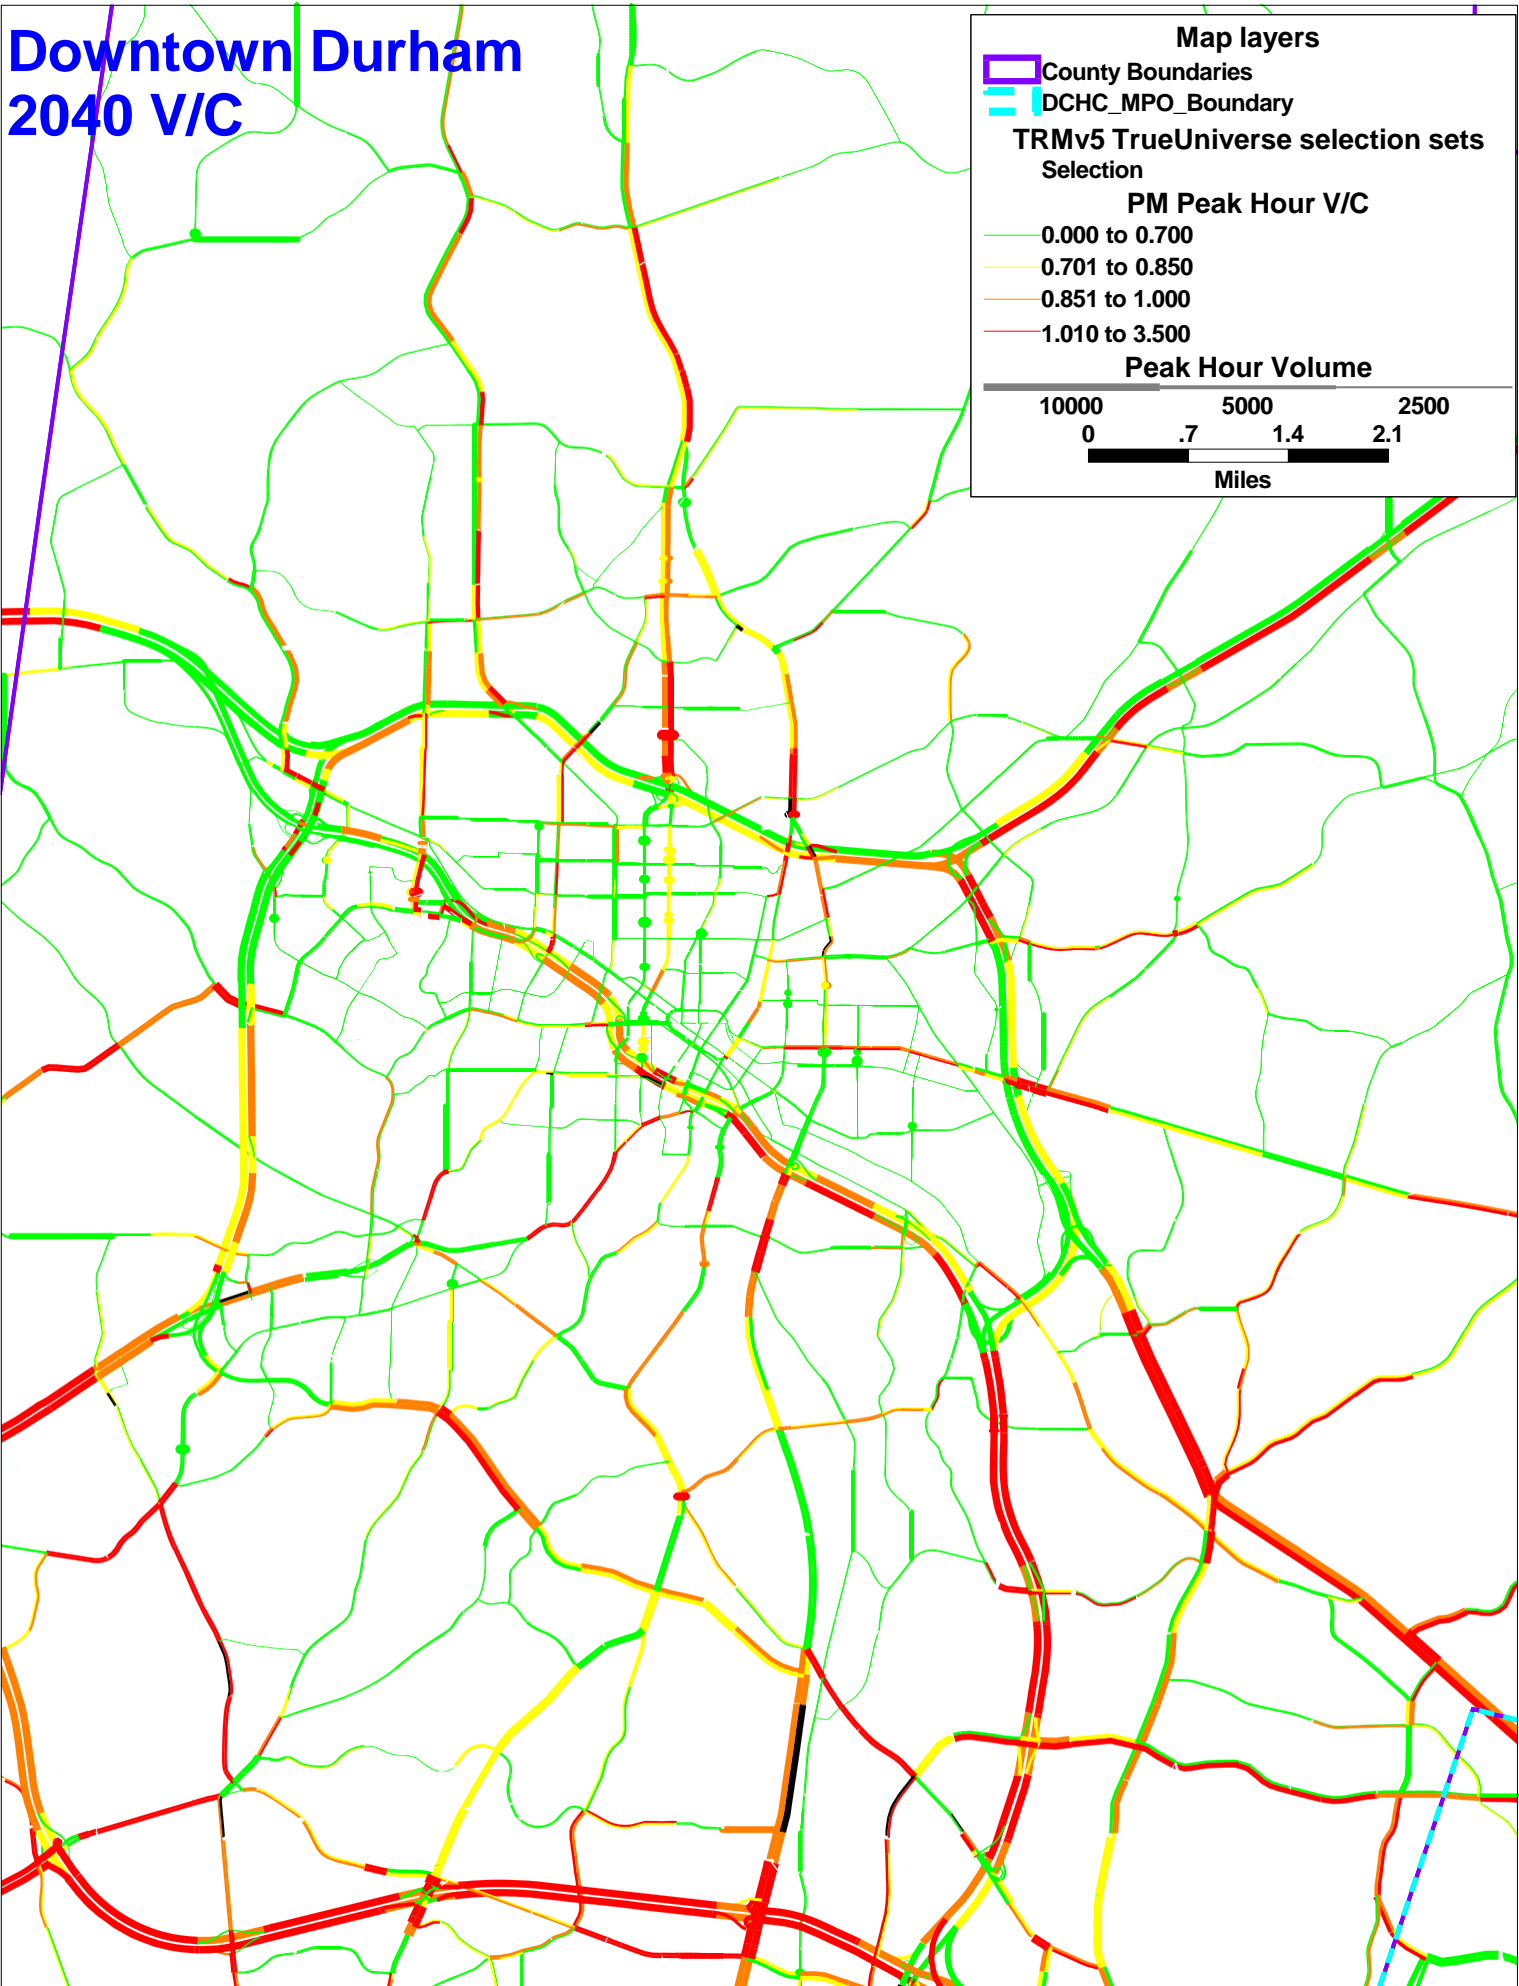 Downtown Durham
2040 V/C
Map layers
County Boundaries
DCHC_MPO_Boundary
TRMv5 TrueUniverse selection sets
Selection
PM Peak Hour V/C
0.000 to 0.700
0.701 to 0.850
0.851 to 1.000
1.010 to 3.500
Peak Hour Volume
10000 5000 2500
0 .7 1.4 2.1
Miles